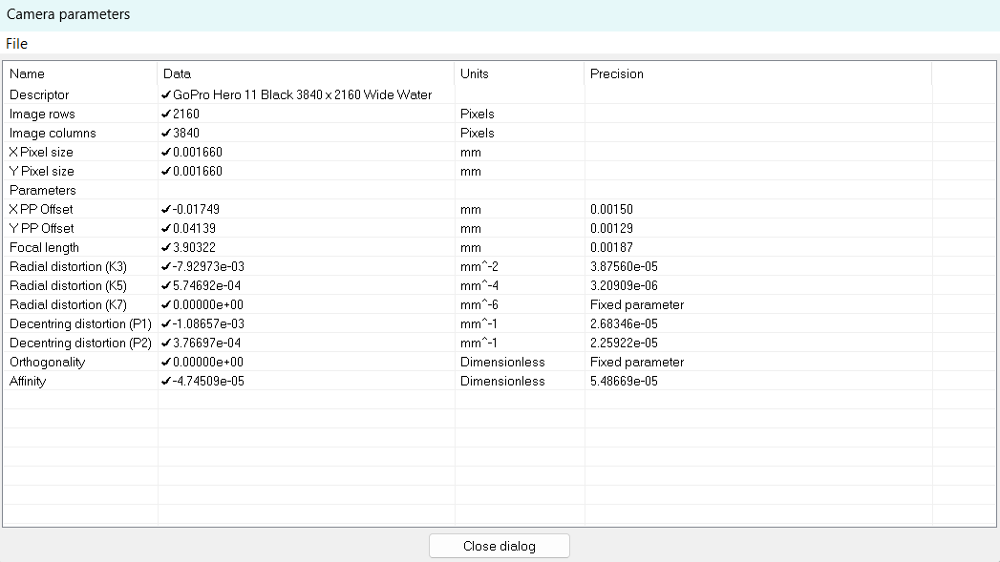 Camera parameters
File
Name Data Units Precision
Descriptor ✔GoPro Hero 11 Black 3840 x 2160 Wide Water
Image rows ✔2160 Pixels
Image columns ✔3840 Pixels
X Pixel size ✔0.001660 mm
Y Pixel size ✔0.001660 mm
Parameters
X PP Offset ✔-0.01749 mm 0.00150
Y PP Offset ✔0.04139 mm 0.00129
Focal length ✔3.90322 mm 0.00187
Radial distortion (K3) ✔-7.92973e-03 mm^-2 3.87560e-05
Radial distortion (K5) ✔5.74692e-04 mm^-4 3.20909e-06
Radial distortion (K7) ✔0.00000e+00 mm^-6 Fixed parameter
Decentring distortion (P1) ✔-1.08657e-03 mm^-1 2.68346e-05
Decentring distortion (P2) ✔3.76697e-04 mm^-1 2.25922e-05
Orthogonality ✔0.00000e+00 Dimensionless Fixed parameter
Affinity ✔-4.74509e-05 Dimensionless 5.48669e-05
Close dialog